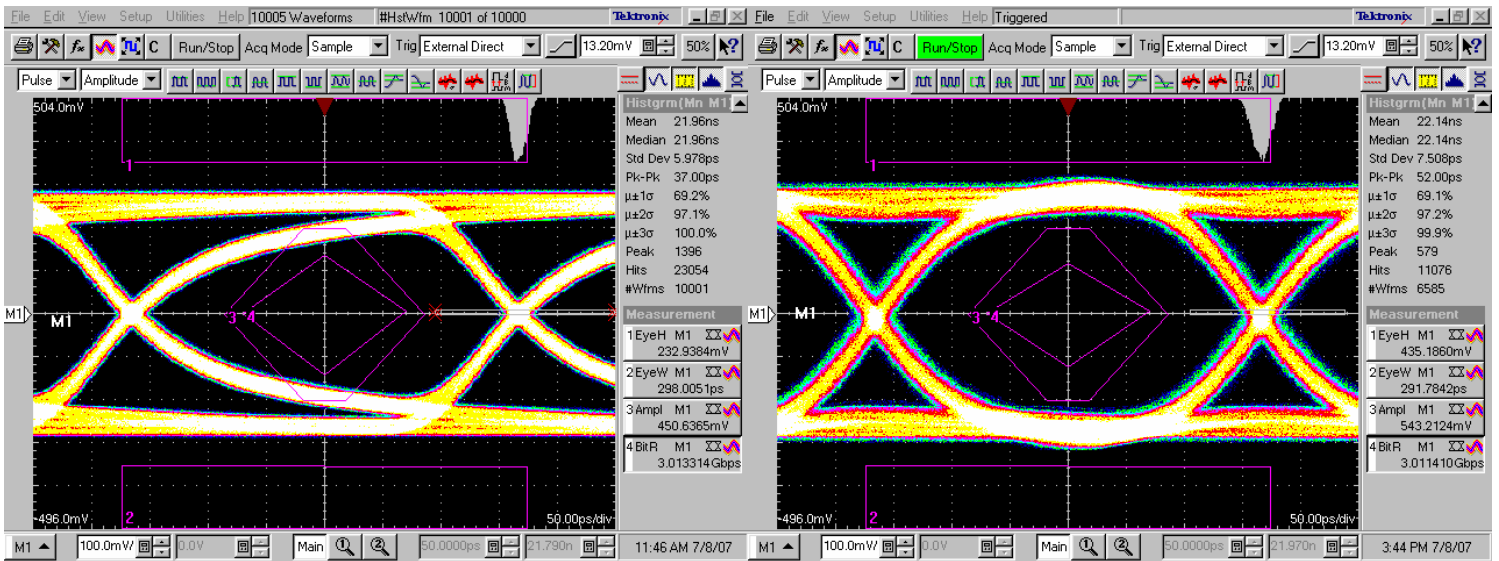 File Edit View Setup Utilities Help 10005 Waveforms #HstWfm 10001 of 10000 Tektronix
C Run/Stop Acq Mode Sample Trig External Direct 13.20mV 50%
Pulse Amplitude
504.0mV
1
M1
M1
3 4
-496.0mV
2
50.00ps/div
Histgrm(Mn M1)
Mean 21.96ns
Median 21.96ns
Std Dev 5.978ps
Pk-Pk 37.00ps
µ±1σ 69.2%
µ±2σ 97.1%
µ±3σ 100.0%
Peak 1396
Hits 23054
#Wfms 10001
Measurement
1 EyeH M1
232.9384mV
2 EyeW M1
298.0051ps
3 Ampl M1
450.6365mV
4 BitR M1
3.013314Gbps
M1 100.0mV/ 0.0V Main 1 2 50.0000ps 21.790n 11:46 AM 7/8/07
File Edit View Setup Utilities Help Triggered Tektronix
C Run/Stop Acq Mode Sample Trig External Direct 13.20mV 50%
Pulse Amplitude
504.0mV
1
M1
M1
3 4
-496.0mV
2
50.00ps/div
Histgrm(Mn M1)
Mean 22.14ns
Median 22.14ns
Std Dev 7.508ps
Pk-Pk 52.00ps
µ±1σ 69.1%
µ±2σ 97.2%
µ±3σ 99.9%
Peak 579
Hits 11076
#Wfms 6585
Measurement
1 EyeH M1
435.1860mV
2 EyeW M1
291.7842ps
3 Ampl M1
543.2124mV
4 BitR M1
3.011410Gbps
M1 100.0mV/ 0.0V Main 1 2 50.0000ps 21.970n 3:44 PM 7/8/07